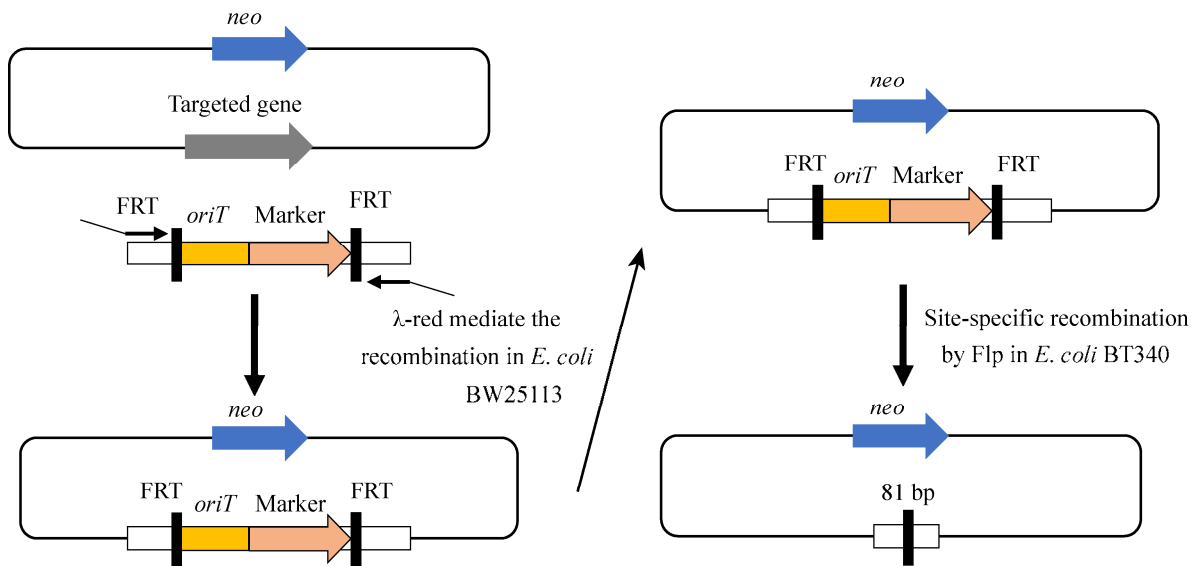 neo
Targeted gene
FRT oriT Marker FRT
λ-red mediate the
recombination in E. coli
BW25113
neo
FRT oriT Marker FRT
neo
FRT oriT Marker FRT
Site-specific recombination
by Flp in E. coli BT340
neo
81 bp